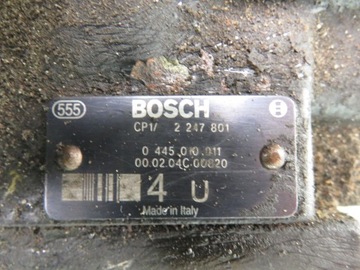 555 BOSCH
CP1/ 2 247 801
0 445 010 011
00.02.04C 00820
4 U
Made in Italy